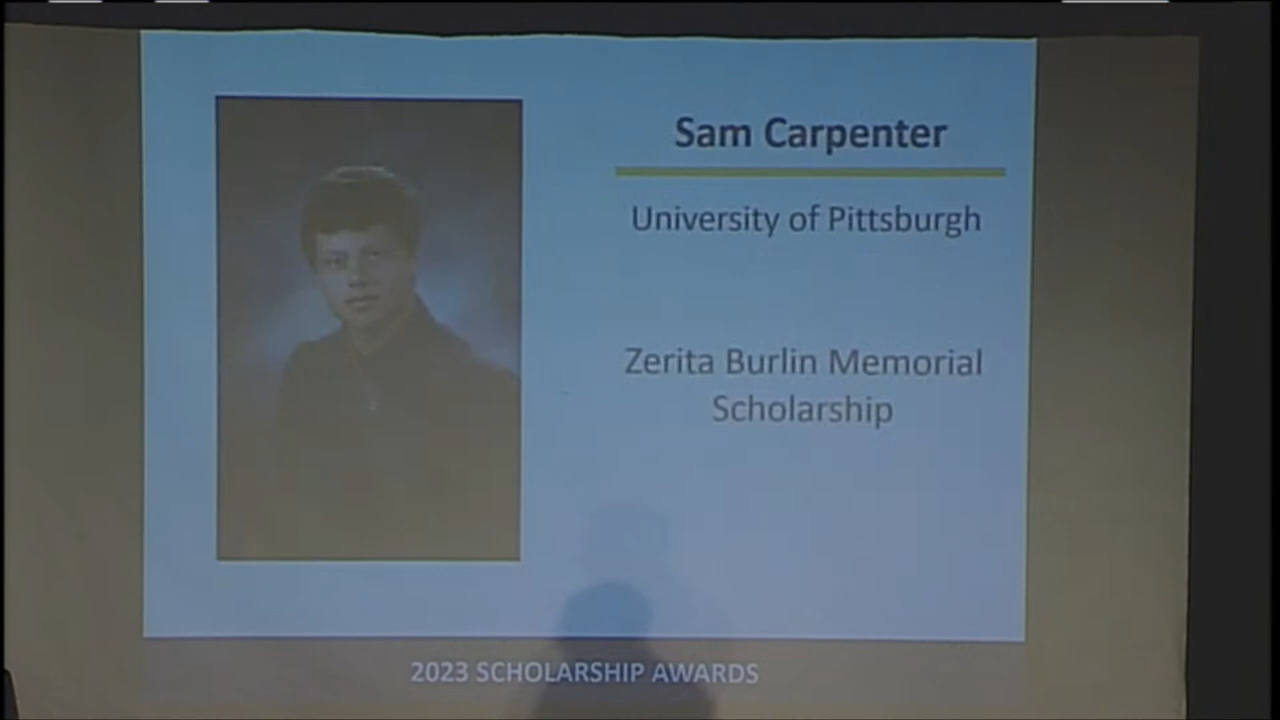 Sam Carpenter
University of Pittsburgh
Zerita Burlin Memorial
Scholarship
2023 SCHOLARSHIP AWARDS